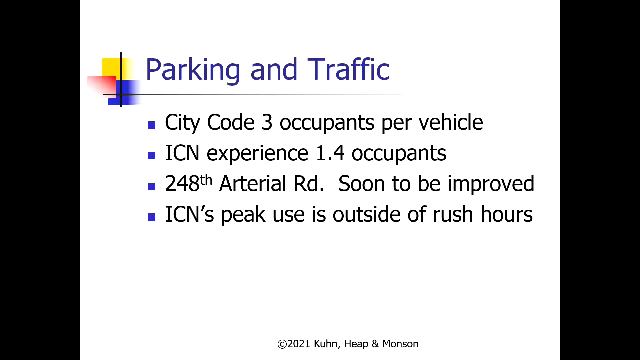 Parking and Traffic
City Code 3 occupants per vehicle
ICN experience 1.4 occupants
248th Arterial Rd.  Soon to be improved
ICN's peak use is outside of rush hours
©2021 Kuhn, Heap & Monson